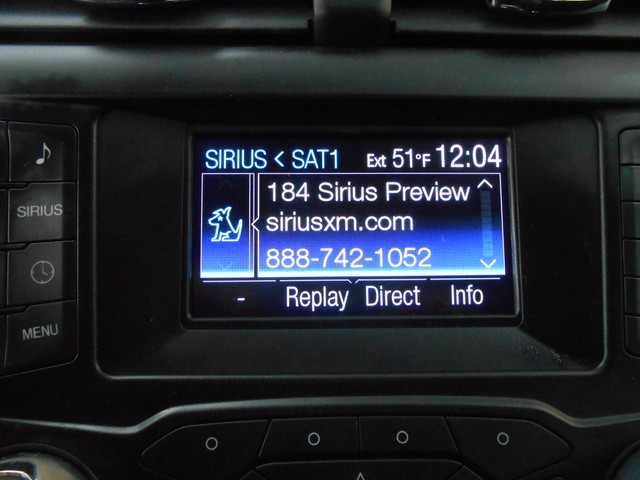 SIRIUS < SAT1 Ext 51°F 12:04
184 Sirius Preview
siriusxm.com
888-742-1052
- Replay Direct Info
SIRIUS
MENU